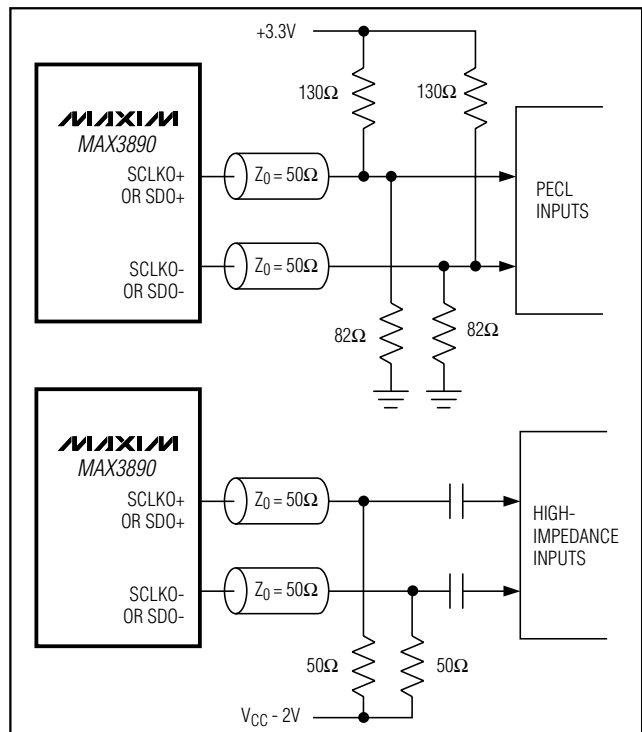 +3.3V
130Ω 130Ω
MAXIM
MAX3890
SCLKO+
OR SDO+
Z0 = 50Ω
PECL
INPUTS
SCLKO-
OR SDO-
Z0 = 50Ω
82Ω 82Ω
MAXIM
MAX3890
SCLKO+
OR SDO+
Z0 = 50Ω
HIGH-
IMPEDANCE
INPUTS
SCLKO-
OR SDO-
Z0 = 50Ω
50Ω 50Ω
VCC - 2V